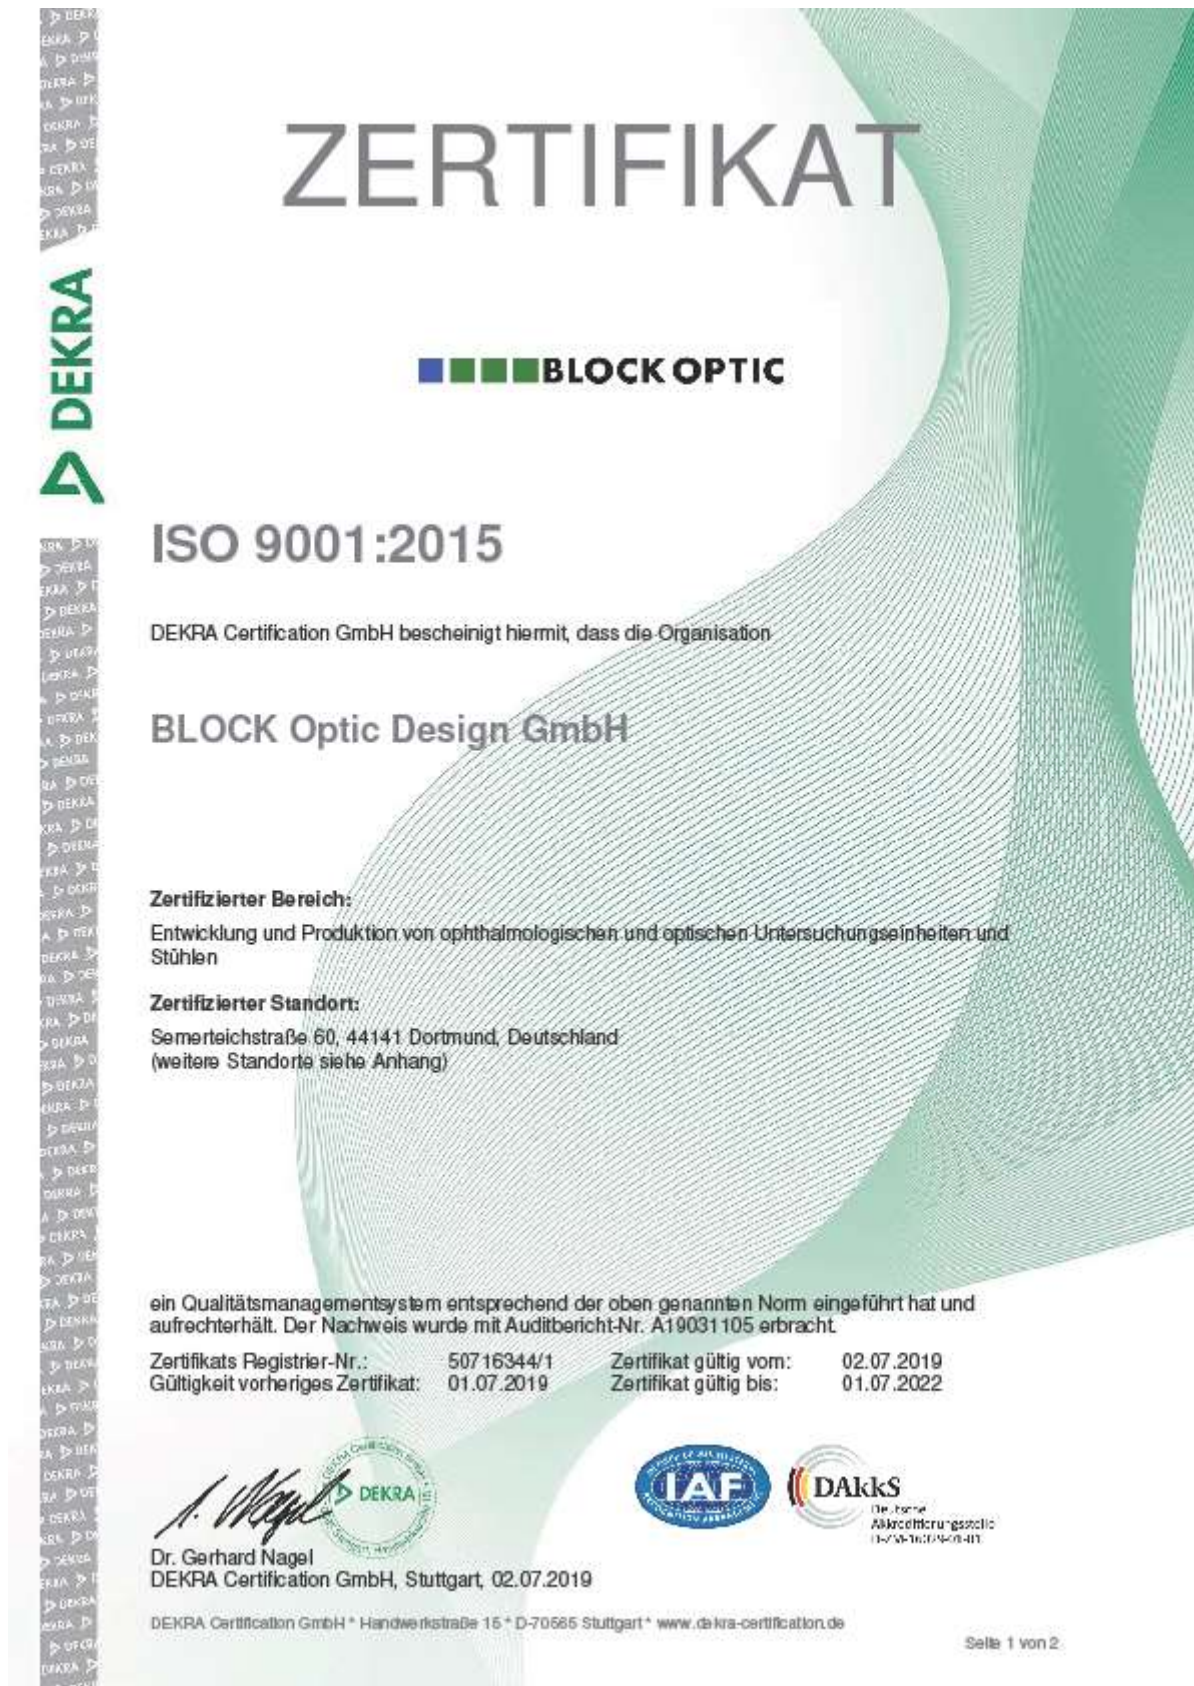 ZERTIFIKAT
DEKRA
BLOCK OPTIC
ISO 9001:2015
DEKRA Certification GmbH bescheinigt hiermit, dass die Organisation
BLOCK Optic Design GmbH
Zertifizierter Bereich:
Entwicklung und Produktion von ophthalmologischen und optischen Untersuchungseinheiten und
Stühlen
Zertifizierter Standort:
Semerteichstraße 60, 44141 Dortmund, Deutschland
(weitere Standorte siehe Anhang)
ein Qualitätsmanagementsystem entsprechend der oben genannten Norm eingeführt hat und
aufrechterhält. Der Nachweis wurde mit Auditbericht-Nr. A19031105 erbracht.
Zertifikats Registrier-Nr.: 50716344/1 Zertifikat gültig vom: 02.07.2019
Gültigkeit vorheriges Zertifikat: 01.07.2019 Zertifikat gültig bis: 01.07.2022
DEKRA
IAF
DAkkS
Deutsche
Akkreditierungsstelle
Dr. Gerhard Nagel
DEKRA Certification GmbH, Stuttgart, 02.07.2019
DEKRA Certification GmbH * Handwerkstraße 15 * D-70565 Stuttgart * www.dekra-certification.de
Seite 1 von 2